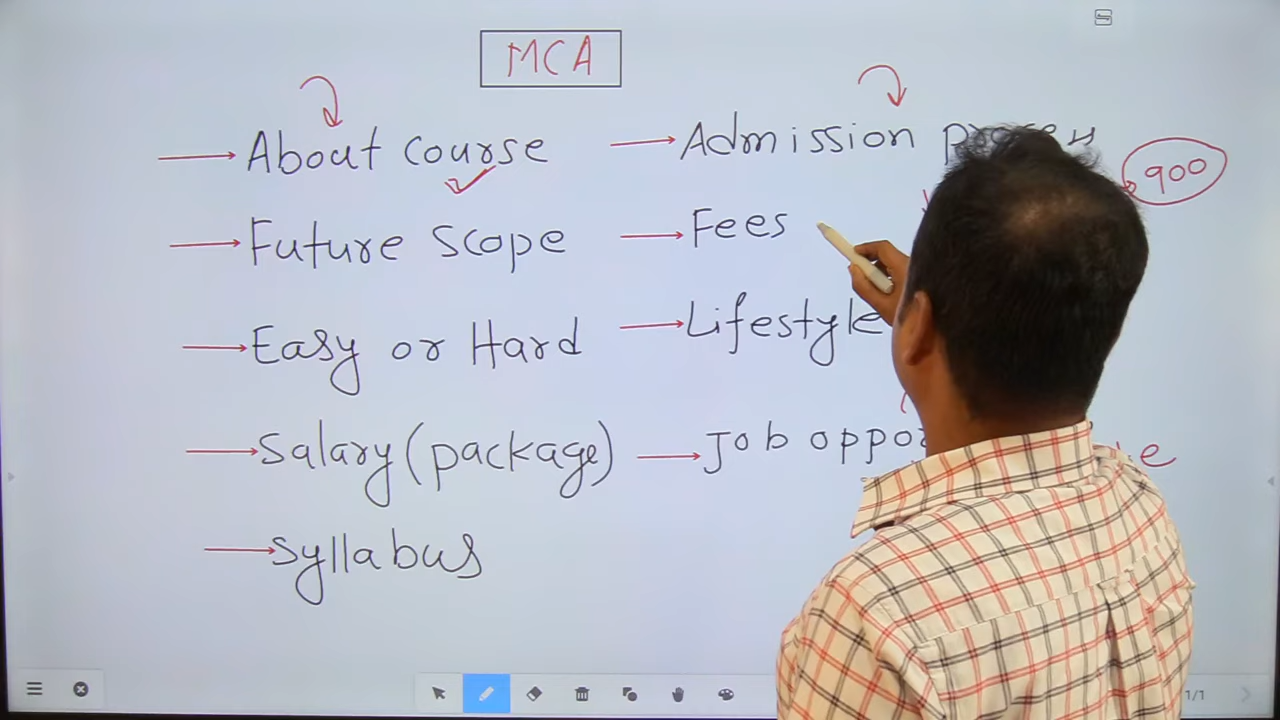 MCA
About course
Future scope
Easy or Hard
Salary (package)
Syllabus
Admission process
900
Fees
Lifestyle
Job oppo
e
1/1